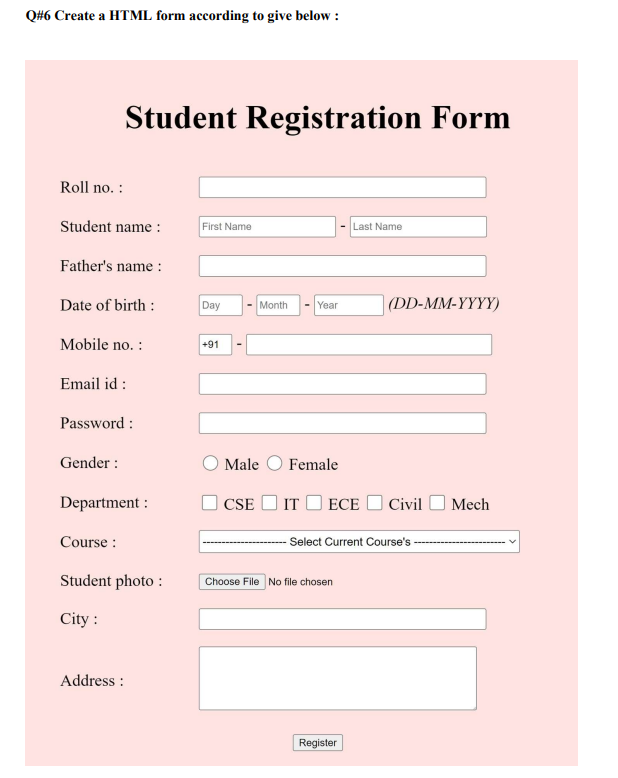 Q#6 Create a HTML form according to give below :
Student Registration Form
Roll no. :
Student name : First Name - Last Name
Father's name :
Date of birth : Day - Month - Year (DD-MM-YYYY)
Mobile no. : +91 -
Email id :
Password :
Gender : Male Female
Department : CSE IT ECE Civil Mech
Course : ---------------------- Select Current Course's ------------------------
Student photo : Choose File No file chosen
City :
Address :
Register